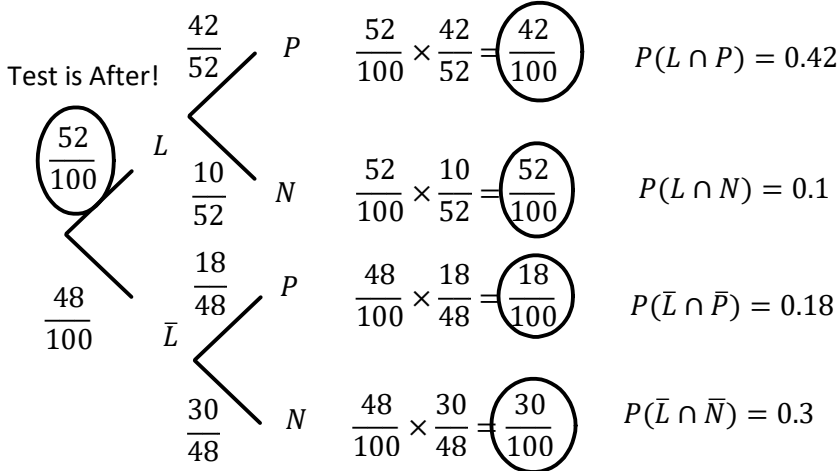 Test is After!
52/100
48/100
L
L̄
42/52 P 52/100 × 42/52 = 42/100 P(L ∩ P) = 0.42
10/52 N 52/100 × 10/52 = 52/100 P(L ∩ N) = 0.1
18/48 P 48/100 × 18/48 = 18/100 P(L̄ ∩ P̄) = 0.18
30/48 N 48/100 × 30/48 = 30/100 P(L̄ ∩ N̄) = 0.3